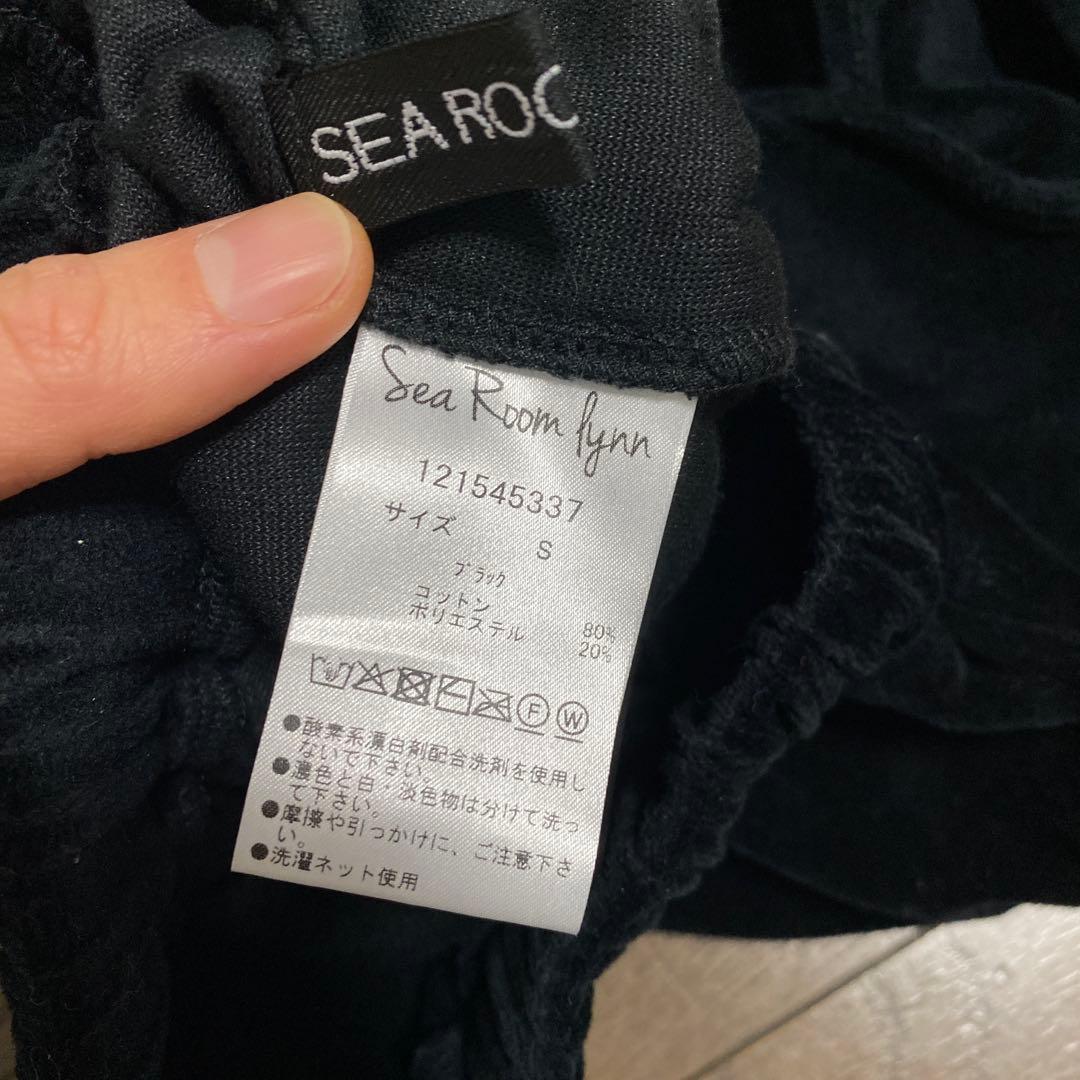 SEA ROC
Sea Room lynn
121545337
サイズ
S
ブラック
コットン 80%
ポリエステル 20%
F W
●酸素系漂白剤配合洗剤を使用し
ないで下さい。
●濃色と白・淡色物は分けて洗っ
て下さい。
●摩擦や引っかけに、ご注意下さ
い。
●洗濯ネット使用